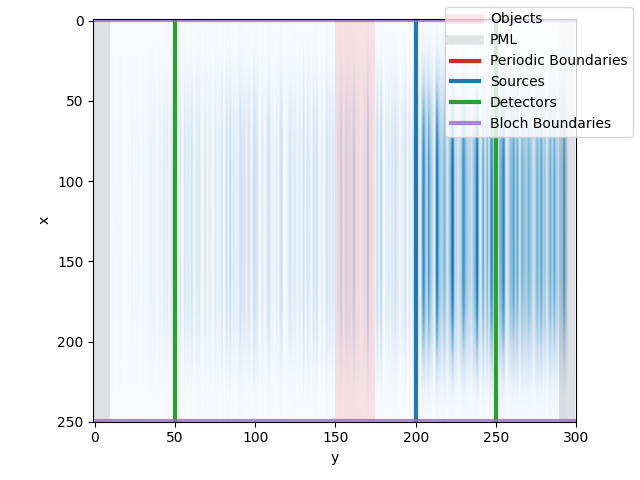 Objects
PML
Periodic Boundaries
Sources
Detectors
Bloch Boundaries
0
50
100
150
200
250
x
0
50
100
150
200
250
300
y